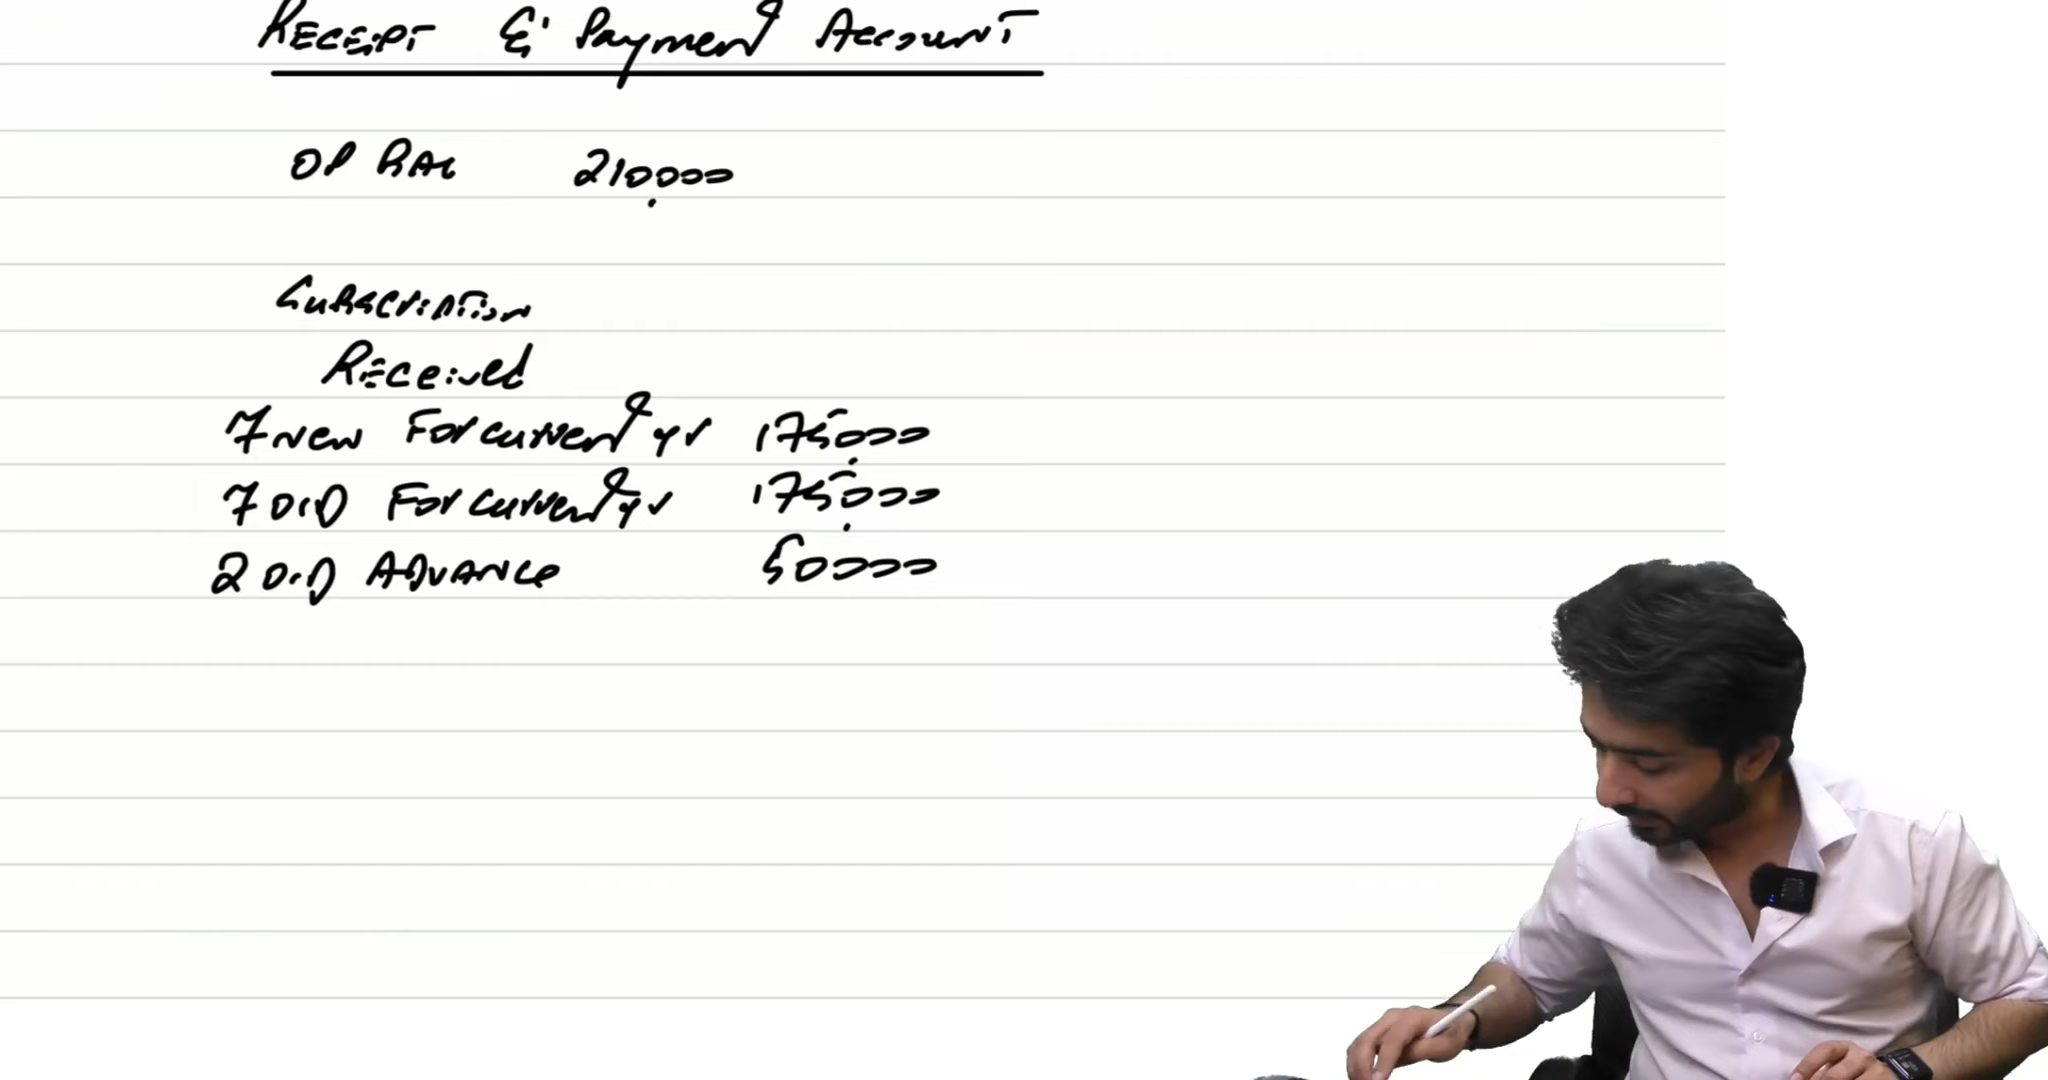 RECEIPT & Payment Account
OP BAL 210000
Subscription
Received
7 new For current yr 175000
7 old For current yr 175000
2 old ADVANCE 50000